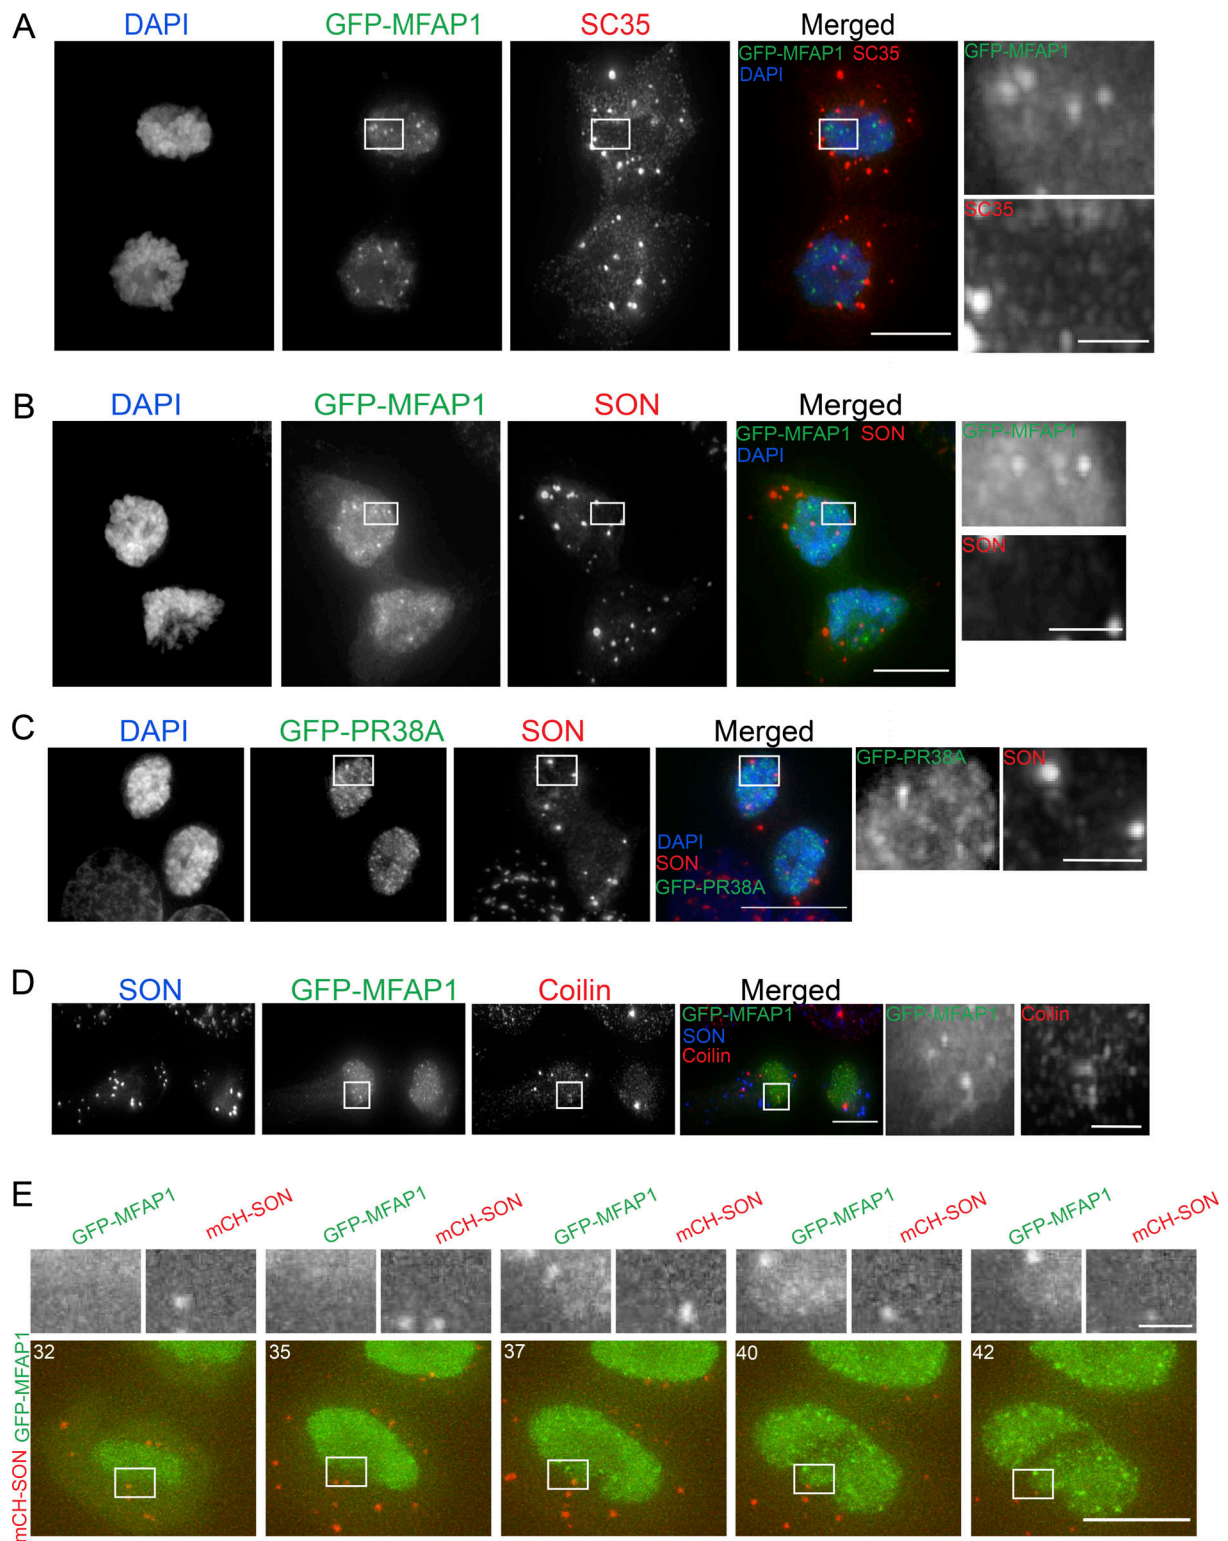 A
DAPI
GFP-MFAP1
SC35
Merged
GFP-MFAP1 SC35
DAPI
GFP-MFAP1
SC35
B
DAPI
GFP-MFAP1
SON
Merged
GFP-MFAP1 SON
DAPI
GFP-MFAP1
SON
C
DAPI
GFP-PR38A
SON
Merged
DAPI
SON
GFP-PR38A
GFP-PR38A
SON
D
SON
GFP-MFAP1
Coilin
Merged
GFP-MFAP1
SON
Coilin
GFP-MFAP1
Coilin
E
GFP-MFAP1
mCH-SON
GFP-MFAP1
mCH-SON
GFP-MFAP1
mCH-SON
GFP-MFAP1
mCH-SON
GFP-MFAP1
mCH-SON
mCH-SON GFP-MFAP1
32
35
37
40
42